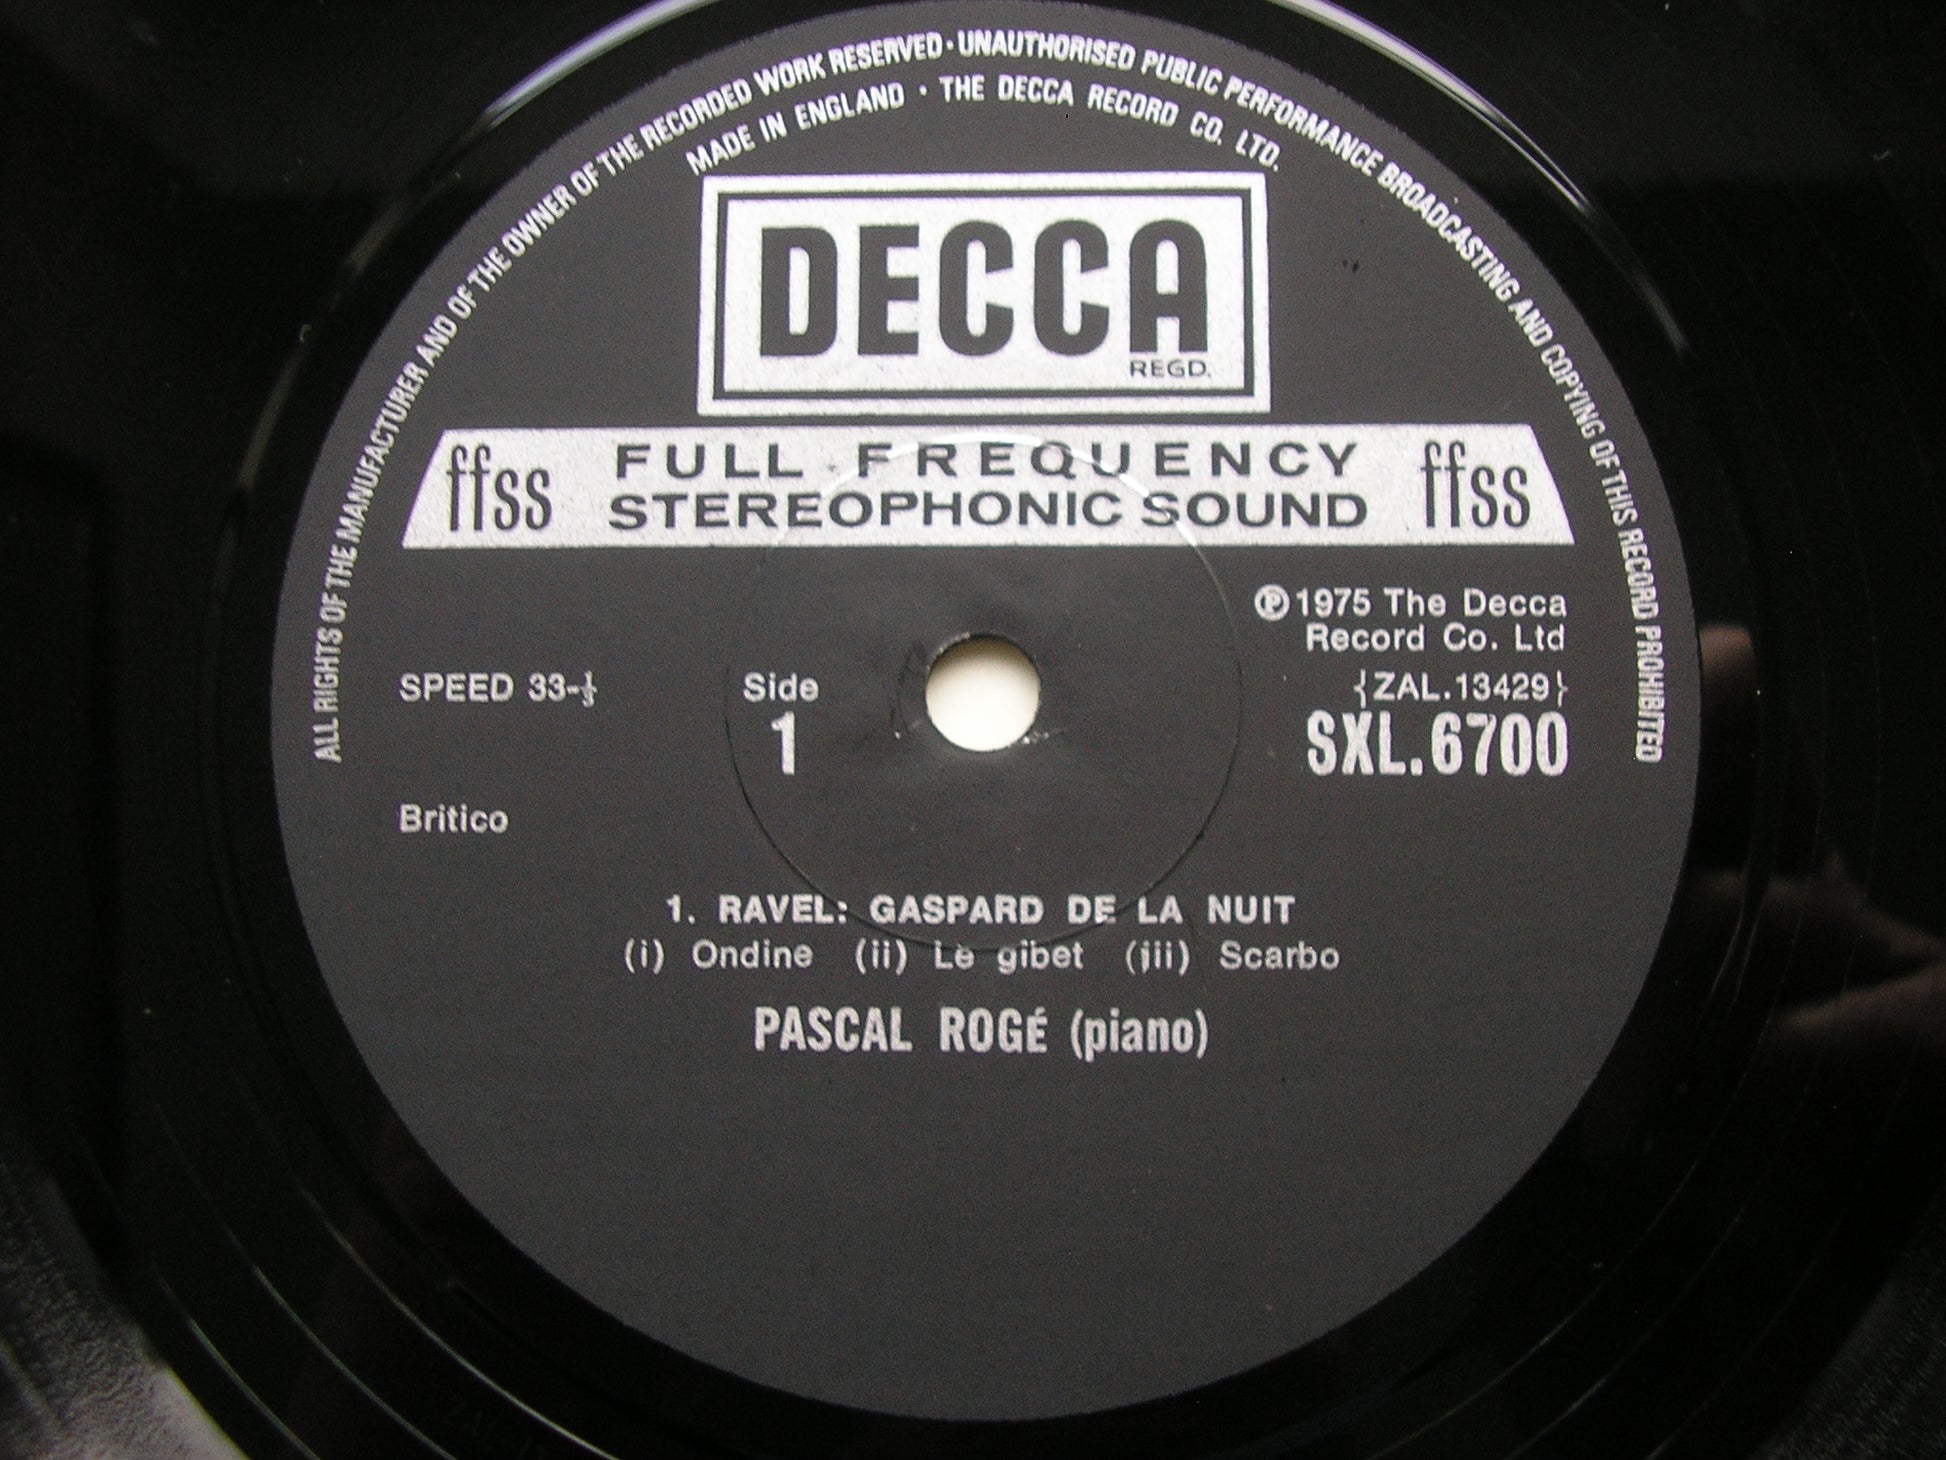 ALL RIGHTS OF THE MANUFACTURER AND OF THE OWNER OF THE RECORDED WORK RESERVED · UNAUTHORISED PUBLIC PERFORMANCE BROADCASTING AND COPYING OF THIS RECORD PROHIBITED
MADE IN ENGLAND · THE DECCA RECORD CO. LTD.
DECCA
REGD.
ffss FULL FREQUENCY STEREOPHONIC SOUND ffss
℗ 1975 The Decca
Record Co. Ltd
SPEED 33-⅓
Side
1
{ZAL.13429}
SXL.6700
Britico
1. RAVEL: GASPARD DE LA NUIT
(i) Ondine (ii) Le gibet (iii) Scarbo
PASCAL ROGÉ (piano)